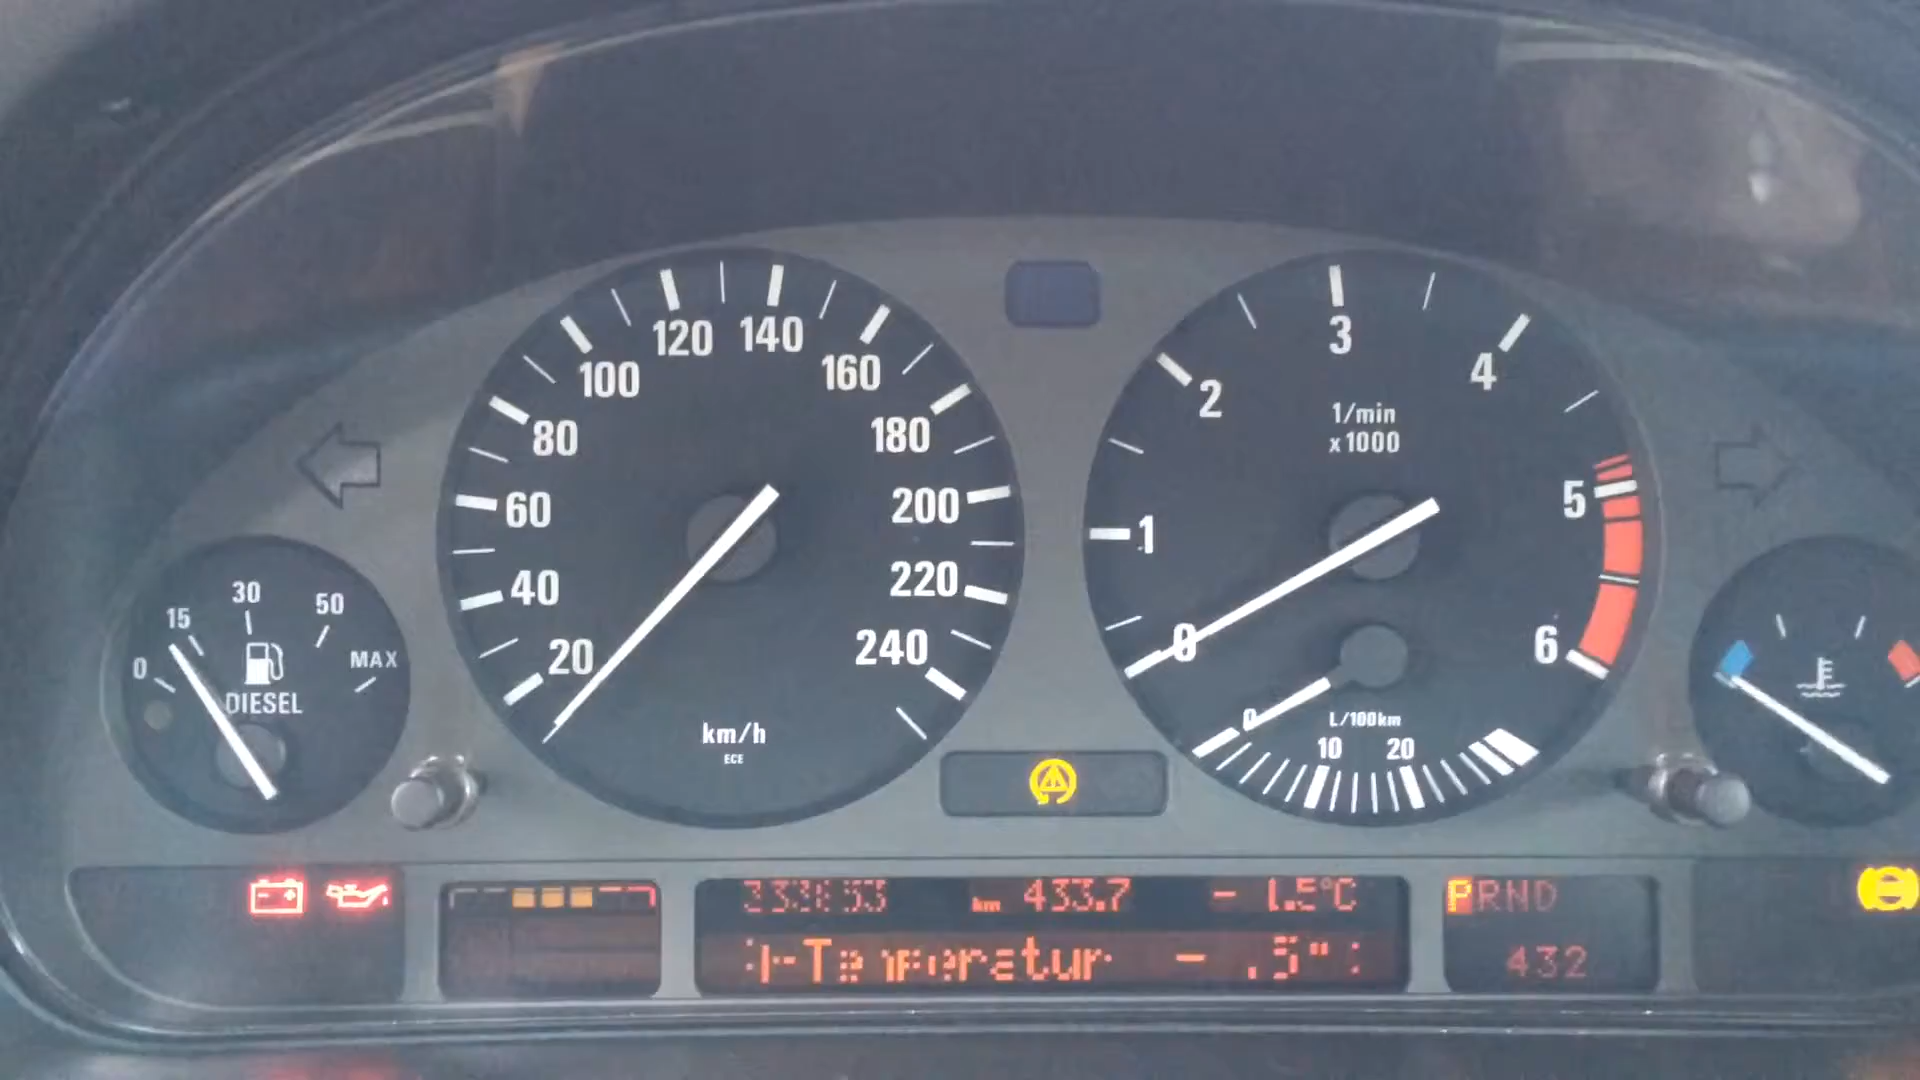 120 140
100 160
80 180
60 200
40 220
20 240
km/h
ECE
3
2 4
1/min
x 1000
1 5
0 6
0 L/100km
10 20
30
15 50
0 MAX
DIESEL
km 433.7 - 1.5°C
PRND
432